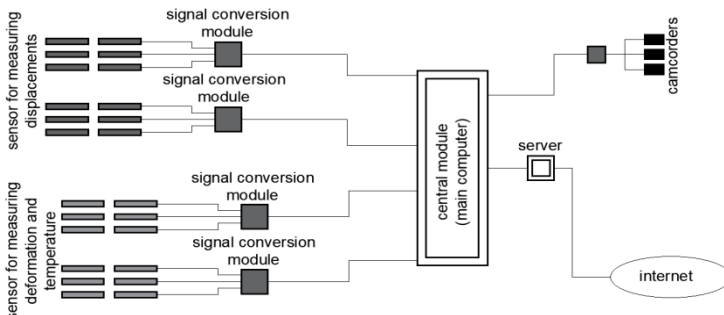 sensor for measuring
displacements
signal conversion
module
signal conversion
module
sensor for measuring
deformation and
temperature
signal conversion
module
signal conversion
module
central module
(main computer)
camcorders
server
internet